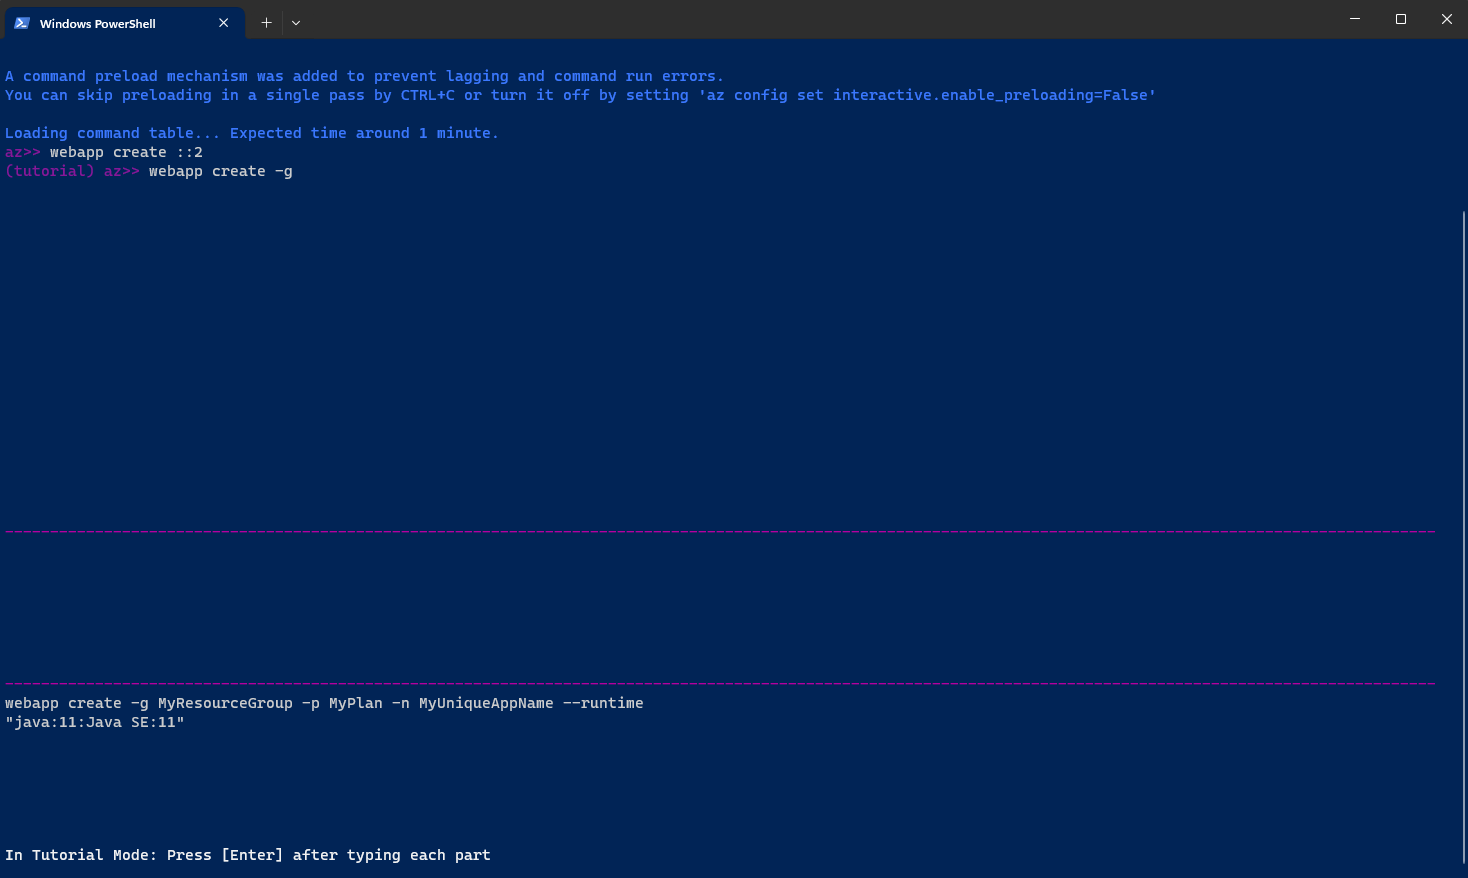 Windows PowerShell
A command preload mechanism was added to prevent lagging and command run errors.
You can skip preloading in a single pass by CTRL+C or turn it off by setting 'az config set interactive.enable_preloading=False'
Loading command table... Expected time around 1 minute.
az>> webapp create ::2
(tutorial) az>> webapp create -g
webapp create -g MyResourceGroup -p MyPlan -n MyUniqueAppName --runtime
"java:11:Java SE:11"
In Tutorial Mode: Press [Enter] after typing each part